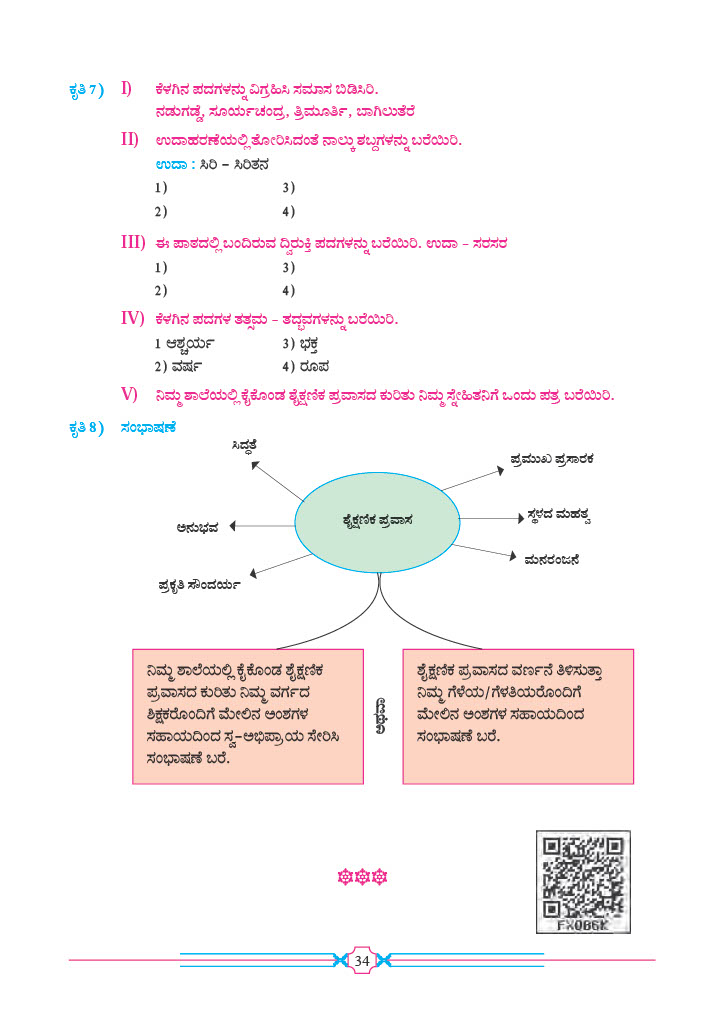 ಕೃತಿ 7) I) ಕೆಳಗಿನ ಪದಗಳನ್ನು ವಿಗ್ರಹಿಸಿ ಸಮಾಸ ಬಿಡಿಸಿರಿ.
ನಡುಗಡ್ಡೆ, ಸೂರ್ಯಚಂದ್ರ, ತ್ರಿಮೂರ್ತಿ, ಬಾಗಿಲುತೆರೆ
II) ಉದಾಹರಣೆಯಲ್ಲಿ ತೋರಿಸಿದಂತೆ ನಾಲ್ಕು ಶಬ್ದಗಳನ್ನು ಬರೆಯಿರಿ.
ಉದಾ : ಸಿರಿ – ಸಿರಿತನ
1) 3)
2) 4)
III) ಈ ಪಾಠದಲ್ಲಿ ಬಂದಿರುವ ದ್ವಿರುಕ್ತಿ ಪದಗಳನ್ನು ಬರೆಯಿರಿ. ಉದಾ - ಸರಸರ
1) 3)
2) 4)
IV) ಕೆಳಗಿನ ಪದಗಳ ತತ್ಸಮ - ತದ್ಭವಗಳನ್ನು ಬರೆಯಿರಿ.
1 ಆಶ್ಚರ್ಯ 3) ಭಕ್ತ
2) ವರ್ಷ 4) ರೂಪ
V) ನಿಮ್ಮ ಶಾಲೆಯಲ್ಲಿ ಕೈಕೊಂಡ ಶೈಕ್ಷಣಿಕ ಪ್ರವಾಸದ ಕುರಿತು ನಿಮ್ಮ ಸ್ನೇಹಿತನಿಗೆ ಒಂದು ಪತ್ರ ಬರೆಯಿರಿ.
ಕೃತಿ 8) ಸಂಭಾಷಣೆ
ಸಿದ್ಧತೆ
ಪ್ರಮುಖ ಪ್ರಸಾರಕ
ಶೈಕ್ಷಣಿಕ ಪ್ರವಾಸ
ಸ್ಥಳದ ಮಹತ್ವ
ಅನುಭವ
ಮನರಂಜನೆ
ಪ್ರಕೃತಿ ಸೌಂದರ್ಯ
ನಿಮ್ಮ ಶಾಲೆಯಲ್ಲಿ ಕೈಕೊಂಡ ಶೈಕ್ಷಣಿಕ
ಪ್ರವಾಸದ ಕುರಿತು ನಿಮ್ಮ ವರ್ಗದ
ಶಿಕ್ಷಕರೊಂದಿಗೆ ಮೇಲಿನ ಅಂಶಗಳ
ಸಹಾಯದಿಂದ ಸ್ವ-ಅಭಿಪ್ರಾಯ ಸೇರಿಸಿ
ಸಂಭಾಷಣೆ ಬರೆ.
ಶೈಕ್ಷಣಿಕ ಪ್ರವಾಸದ ವರ್ಣನೆ ತಿಳಿಸುತ್ತಾ
ನಿಮ್ಮ ಗೆಳೆಯ/ಗೆಳತಿಯರೊಂದಿಗೆ
ಮೇಲಿನ ಅಂಶಗಳ ಸಹಾಯದಿಂದ
ಸಂಭಾಷಣೆ ಬರೆ.
FXQB6K
34